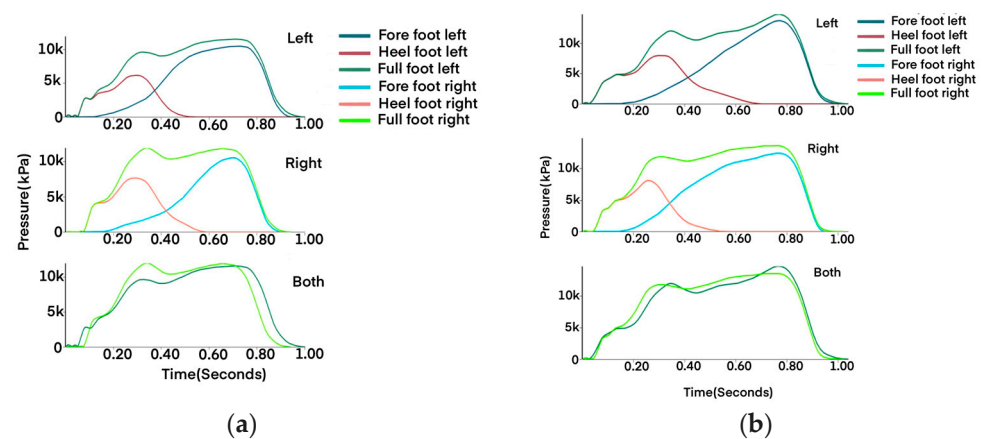 Left
Fore foot left
Heel foot left
Full foot left
Fore foot right
Heel foot right
Full foot right
10k
5k
0
0.20 0.40 0.60 0.80 1.00
Right
10k
5k
0
0.20 0.40 0.60 0.80 1.00
Both
10k
5k
0
0.20 0.40 0.60 0.80 1.00
Pressure(kPa)
Time(Seconds)
(a)
Left
Fore foot left
Heel foot left
Full foot left
Fore foot right
Heel foot right
Full foot right
10k
5k
0
0.20 0.40 0.60 0.80 1.00
Right
10k
5k
0
0.20 0.40 0.60 0.80 1.00
Both
10k
5k
0
0.20 0.40 0.60 0.80 1.00
Pressure(kPa)
Time(Seconds)
(b)